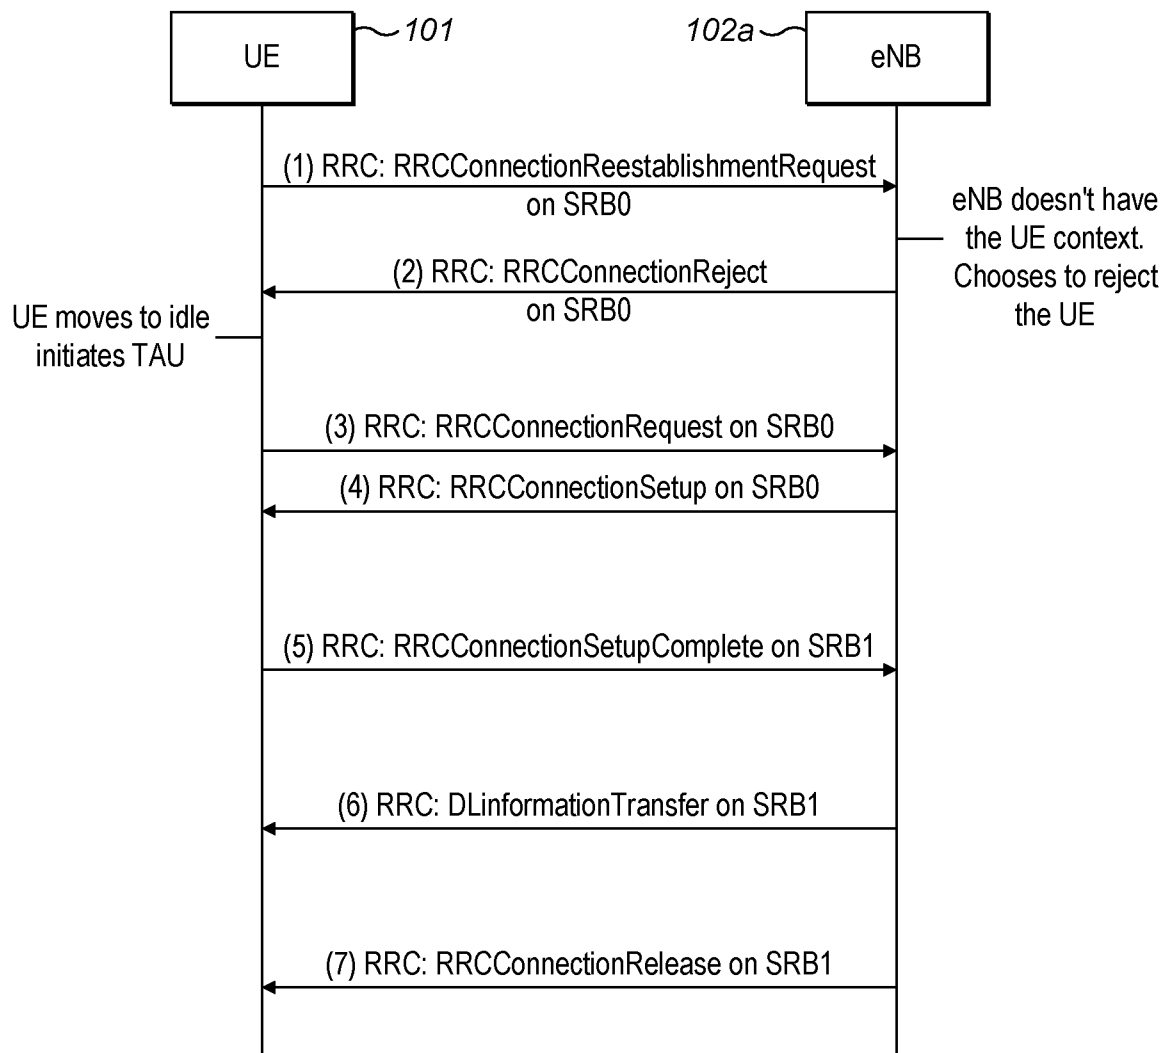 UE
101
102a
eNB
(1) RRC: RRCConnectionReestablishmentRequest
on SRB0
eNB doesn't have
the UE context.
Chooses to reject
the UE
(2) RRC: RRCConnectionReject
on SRB0
UE moves to idle
initiates TAU
(3) RRC: RRCConnectionRequest on SRB0
(4) RRC: RRCConnectionSetup on SRB0
(5) RRC: RRCConnectionSetupComplete on SRB1
(6) RRC: DLinformationTransfer on SRB1
(7) RRC: RRCConnectionRelease on SRB1